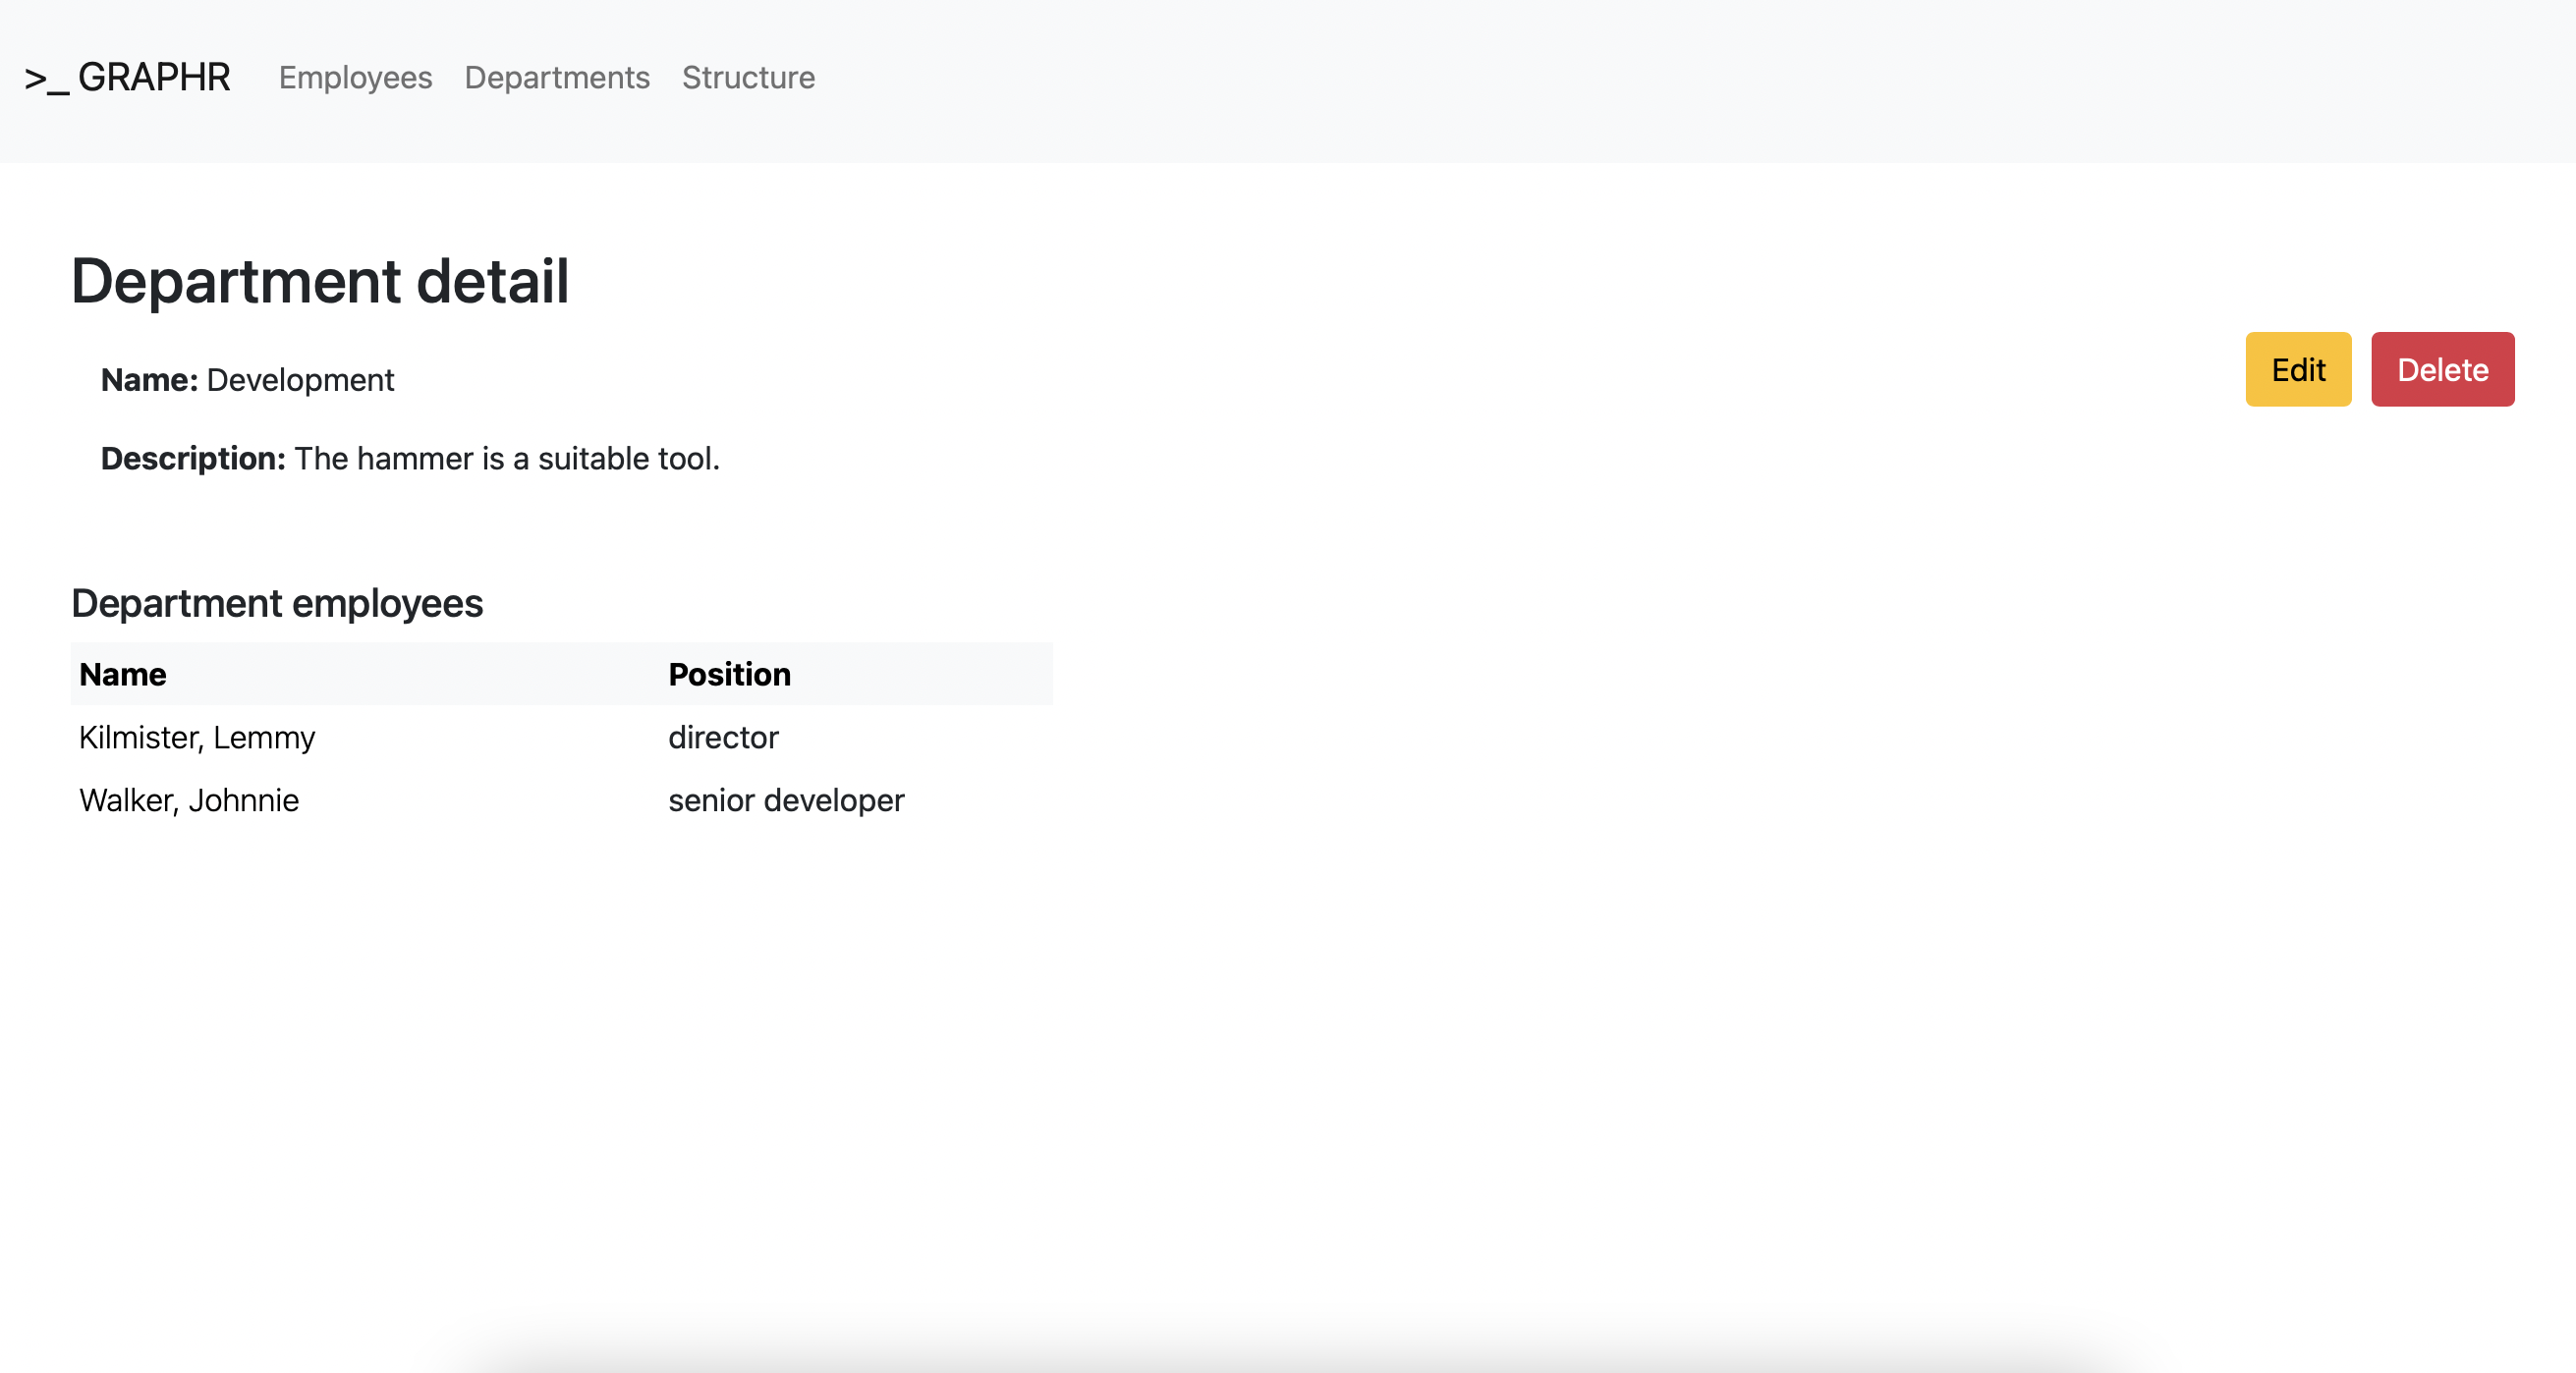 >_ GRAPHR Employees Departments Structure
Department detail
Name: Development
Edit Delete
Description: The hammer is a suitable tool.
Department employees
Name Position
Kilmister, Lemmy director
Walker, Johnnie senior developer